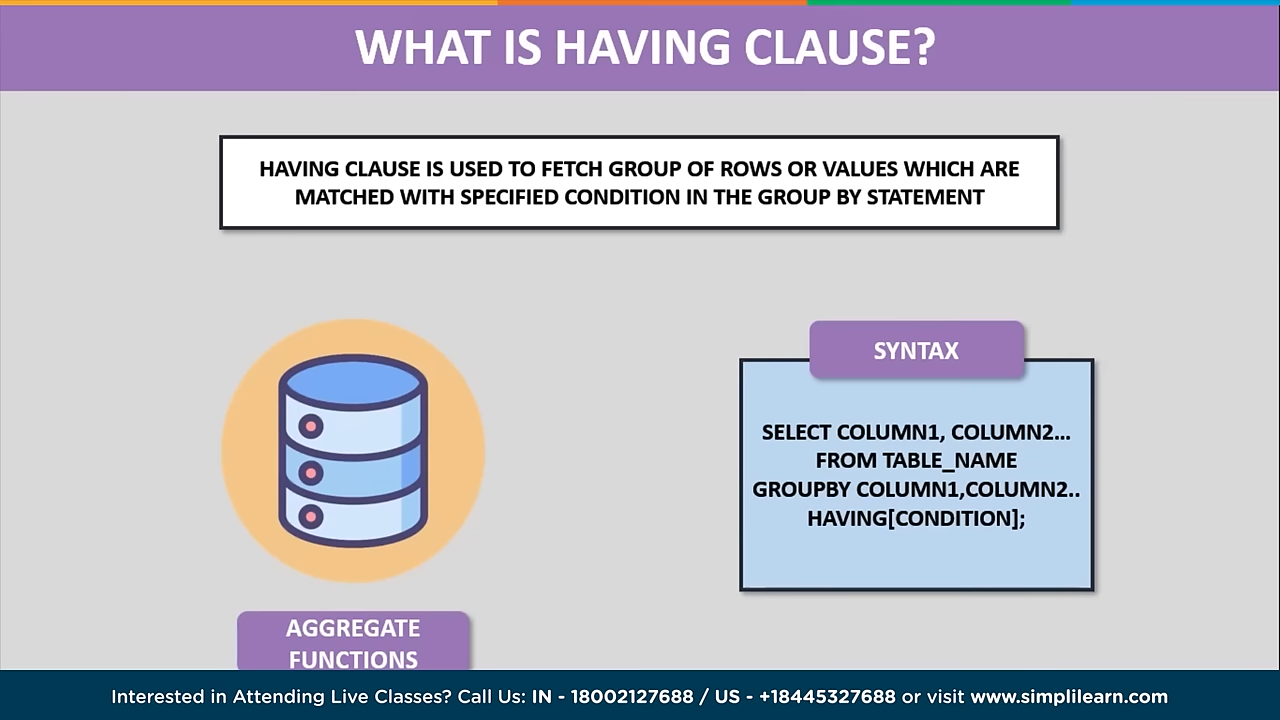 WHAT IS HAVING CLAUSE?
HAVING CLAUSE IS USED TO FETCH GROUP OF ROWS OR VALUES WHICH ARE
MATCHED WITH SPECIFIED CONDITION IN THE GROUP BY STATEMENT
SYNTAX
SELECT COLUMN1, COLUMN2...
FROM TABLE_NAME
GROUPBY COLUMN1,COLUMN2..
HAVING[CONDITION];
AGGREGATE
FUNCTIONS
Interested in Attending Live Classes? Call Us: IN - 18002127688 / US - +18445327688 or visit www.simplilearn.com